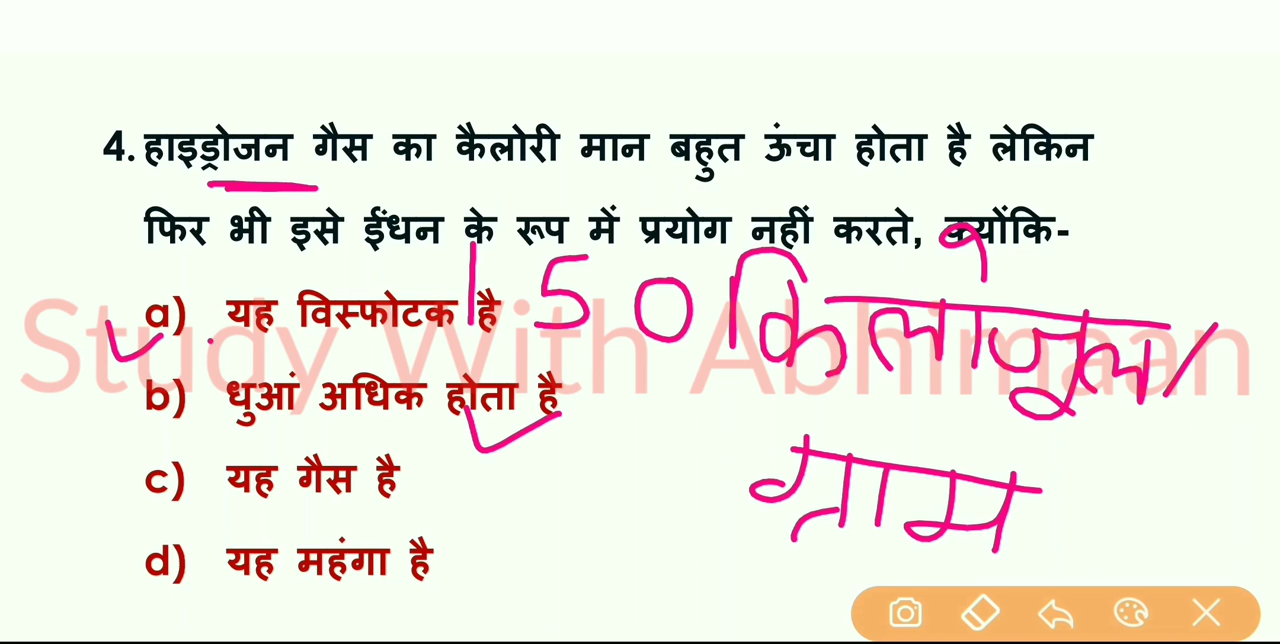 4. हाइड्रोजन गैस का कैलोरी मान बहुत ऊंचा होता है लेकिन
फिर भी इसे ईंधन के रूप में प्रयोग नहीं करते, क्योंकि-
a) यह विस्फोटक है
150 किलोजूल/
Study With Abhimaan
b) धुआं अधिक होता है
c) यह गैस है
ग्राम
d) यह महंगा है